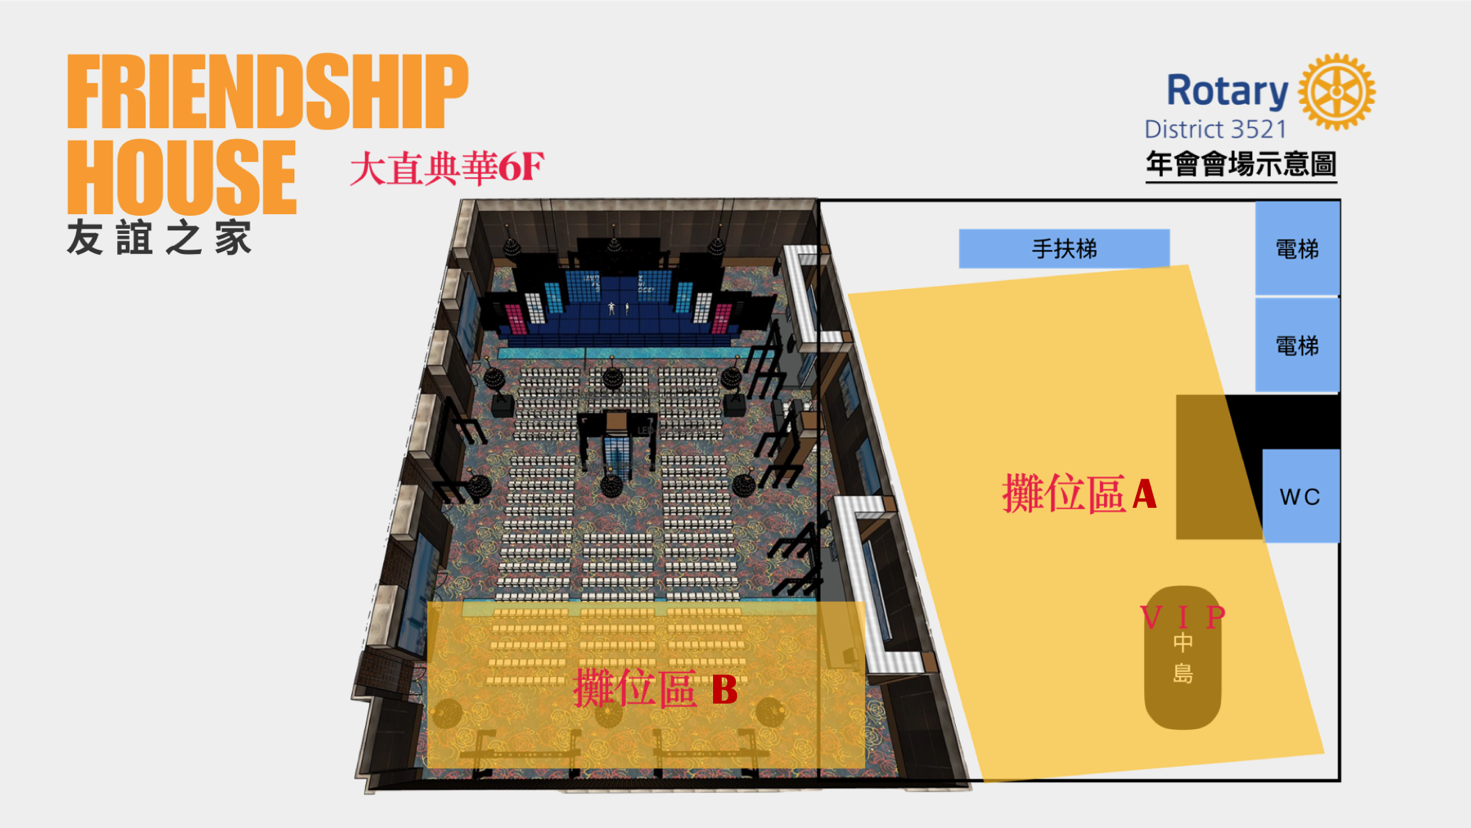 FRIENDSHIP
HOUSE
友誼之家
大直典華6F
Rotary
District 3521
年會會場示意圖
手扶梯
電梯
電梯
攤位區A
WC
VIP
中
島
攤位區 B